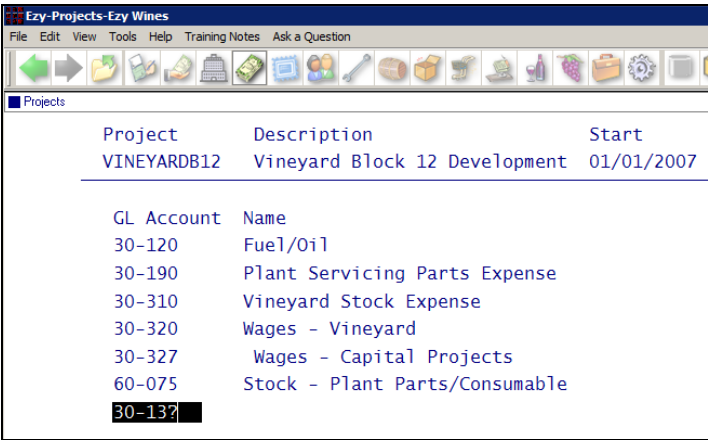 Ezy-Projects-Ezy Wines
File Edit View Tools Help Training Notes Ask a Question
Projects
Project Description Start
VINEYARDB12 Vineyard Block 12 Development 01/01/2007
GL Account Name
30-120 Fuel/Oil
30-190 Plant Servicing Parts Expense
30-310 Vineyard Stock Expense
30-320 Wages - Vineyard
30-327 Wages - Capital Projects
60-075 Stock - Plant Parts/Consumable
30-13?